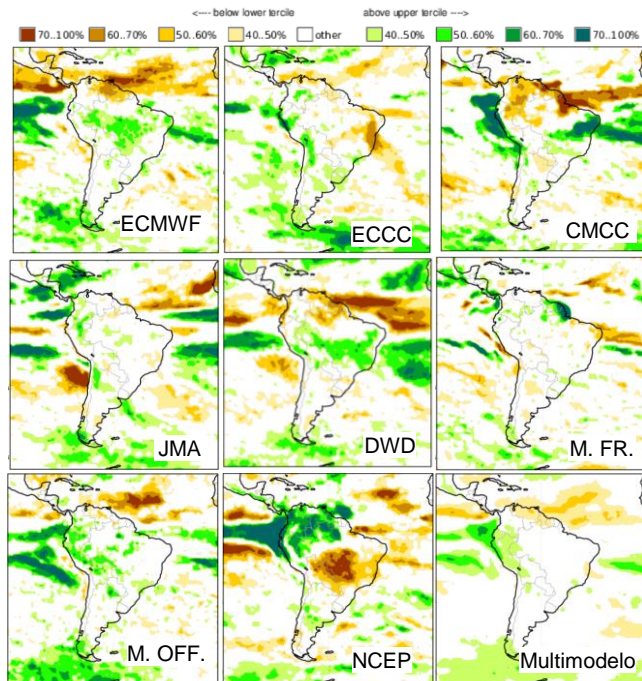 <---- below lower tercile above upper tercile ---->
70..100% 60..70% 50..60% 40..50% other 40..50% 50..60% 60..70% 70..100%
ECMWF ECCC CMCC
JMA DWD M. FR.
M. OFF. NCEP Multimodelo